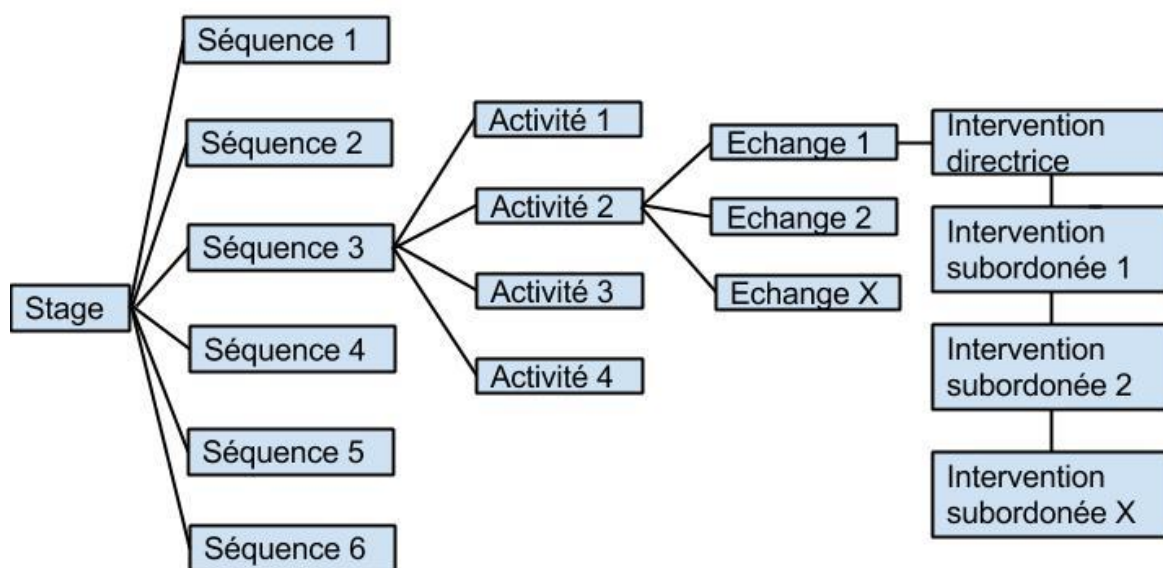 Stage
Séquence 1
Séquence 2
Séquence 3
Séquence 4
Séquence 5
Séquence 6
Activité 1
Activité 2
Activité 3
Activité 4
Echange 1
Echange 2
Echange X
Intervention
directrice
Intervention
subordonée 1
Intervention
subordonée 2
Intervention
subordonée X